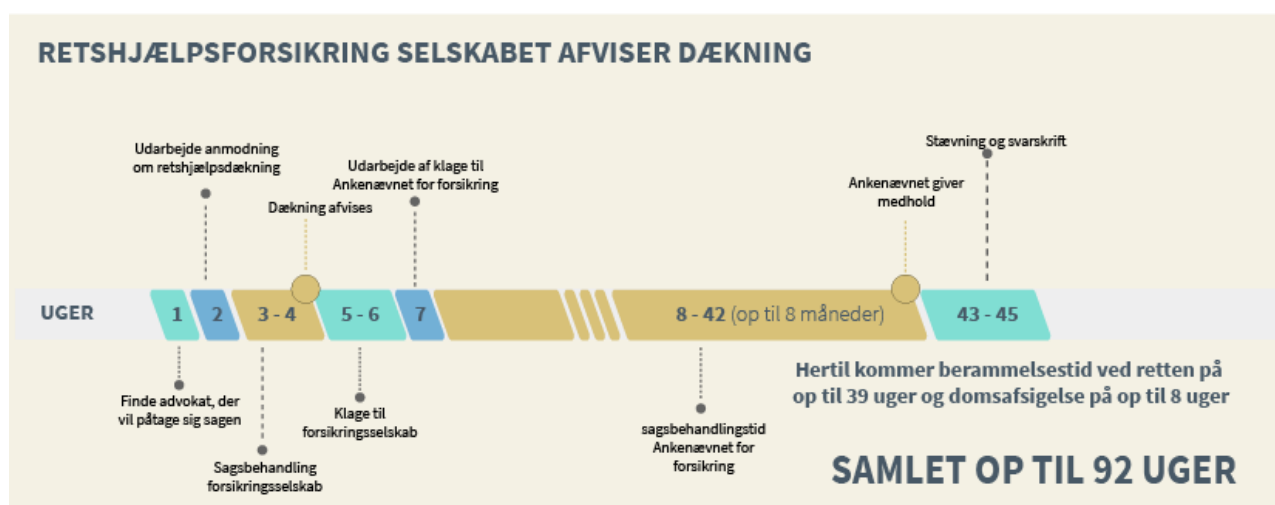 RETSHJÆLPSFORSIKRING SELSKABET AFVISER DÆKNING
Udarbejde anmodning
om retshjælpsdækning
Dækning afvises
Udarbejde af klage til
Ankenævnet for forsikring
Ankenævnet giver
medhold
Stævning og svarskrift
UGER
1
2
3 - 4
5 - 6
7
8 - 42 (op til 8 måneder)
43 - 45
Finde advokat, der
vil påtage sig sagen
Sagsbehandling
forsikringsselskab
Klage til
forsikringsselskab
sagsbehandlingstid
Ankenævnet for
forsikring
Hertil kommer berammelsestid ved retten på
op til 39 uger og domsafsigelse på op til 8 uger
SAMLET OP TIL 92 UGER